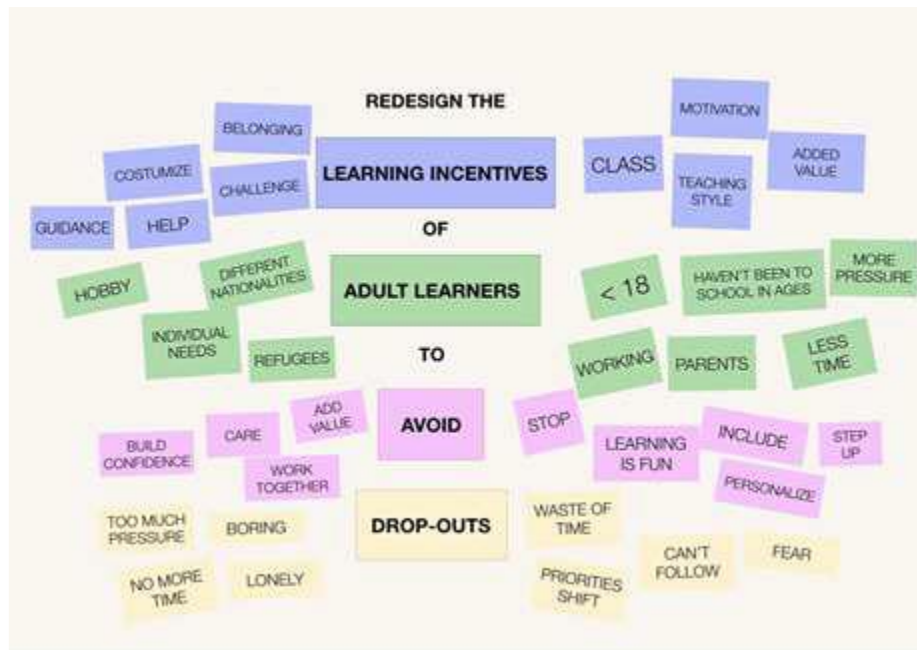 REDESIGN THE
BELONGING
COSTUMIZE
CHALLENGE
GUIDANCE
HELP
LEARNING INCENTIVES
CLASS
MOTIVATION
TEACHING
STYLE
ADDED
VALUE
OF
HOBBY
DIFFERENT
NATIONALITIES
INDIVIDUAL
NEEDS
REFUGEES
ADULT LEARNERS
< 18
HAVEN'T BEEN TO
SCHOOL IN AGES
MORE
PRESSURE
WORKING
PARENTS
LESS
TIME
TO
BUILD
CONFIDENCE
CARE
ADD
VALUE
WORK
TOGETHER
AVOID
STOP
LEARNING
IS FUN
INCLUDE
STEP
UP
PERSONALIZE
TOO MUCH
PRESSURE
BORING
NO MORE
TIME
LONELY
DROP-OUTS
WASTE OF
TIME
PRIORITIES
SHIFT
CAN'T
FOLLOW
FEAR